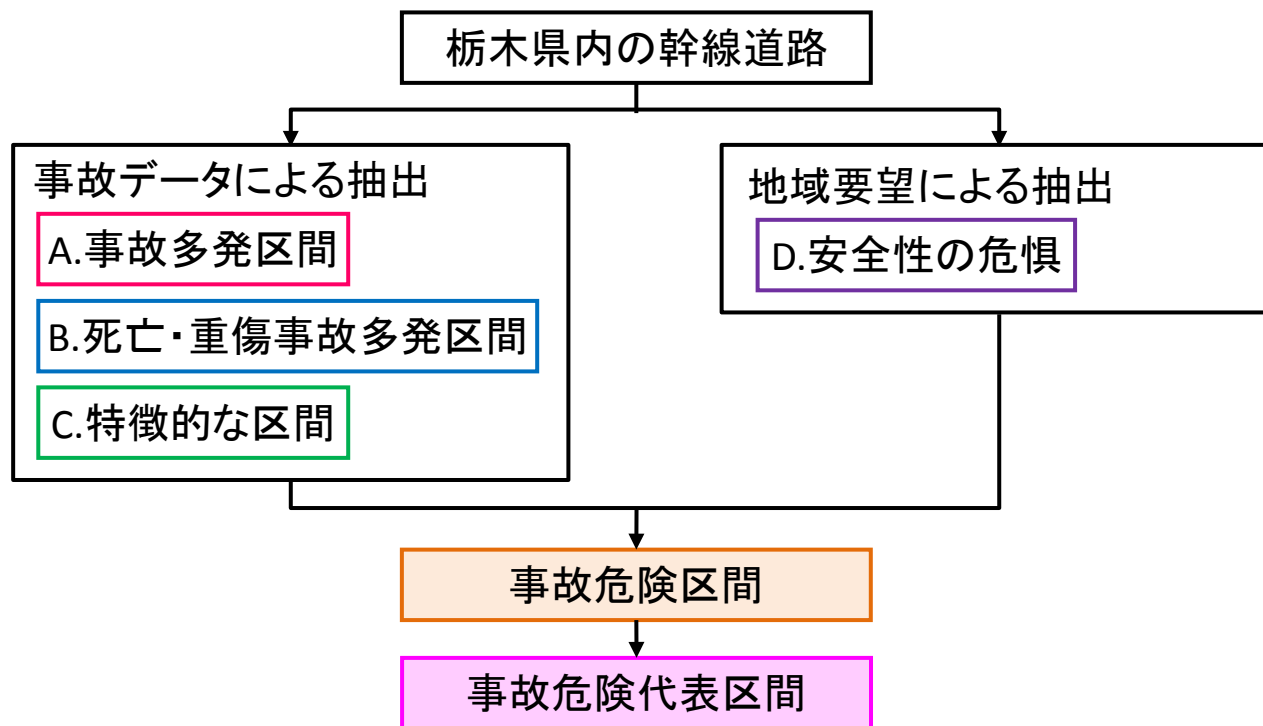 栃木県内の幹線道路
事故データによる抽出
A.事故多発区間
B.死亡・重傷事故多発区間
C.特徴的な区間
地域要望による抽出
D.安全性の危惧
事故危険区間
事故危険代表区間